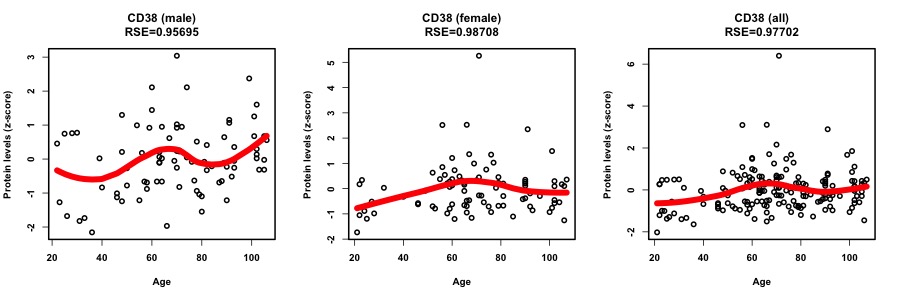 CD38 (male)
RSE=0.95695
Protein levels (z-score)
3
2
1
0
-1
-2
20 40 60 80 100
Age
CD38 (female)
RSE=0.98708
Protein levels (z-score)
5
4
3
2
1
0
-1
-2
20 40 60 80 100
Age
CD38 (all)
RSE=0.97702
Protein levels (z-score)
6
4
2
0
-2
20 40 60 80 100
Age